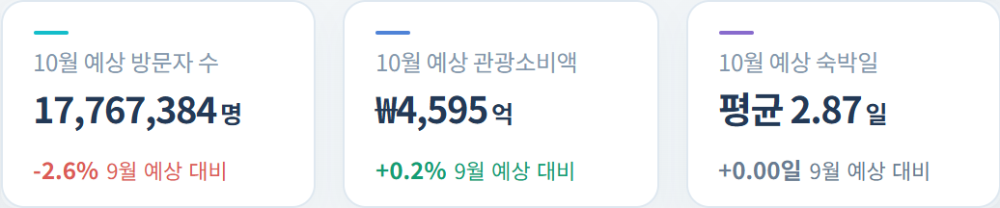 10월 예상 방문자 수
17,767,384명
-2.6% 9월 예상 대비
10월 예상 관광소비액
₩4,595억
+0.2% 9월 예상 대비
10월 예상 숙박일
평균 2.87일
+0.00일 9월 예상 대비